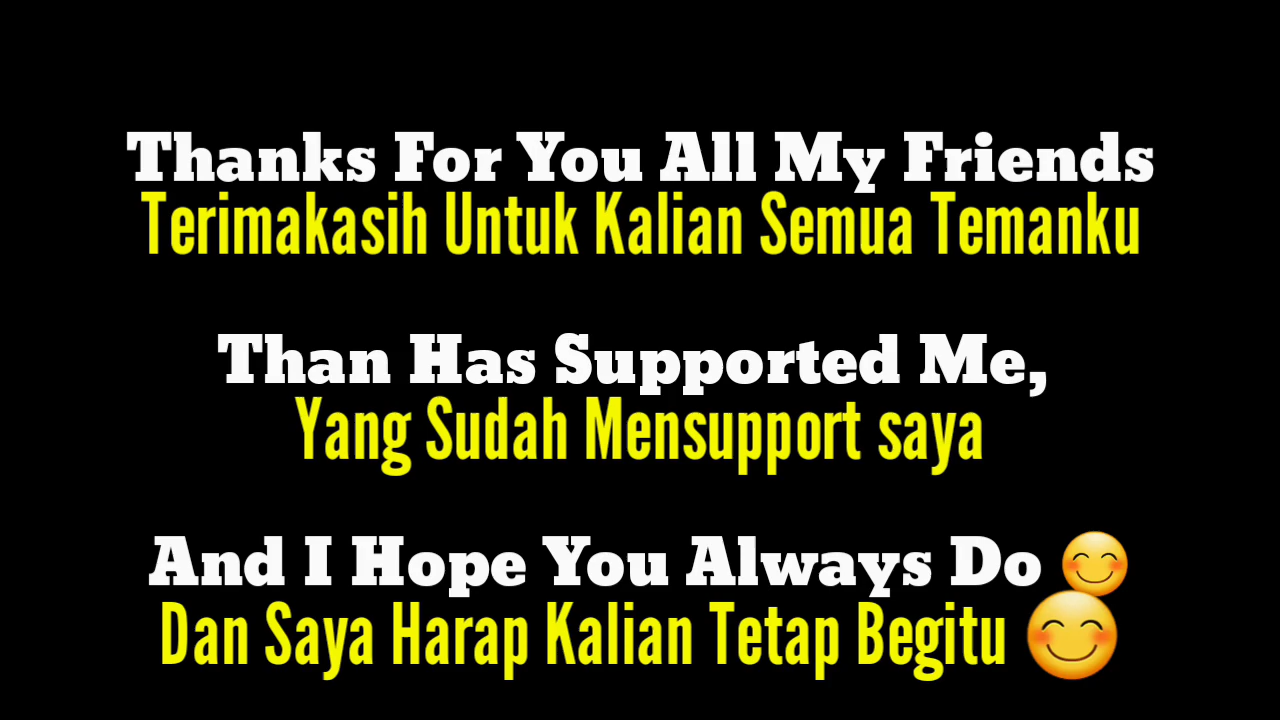 Thanks For You All My Friends
Terimakasih Untuk Kalian Semua Temanku
Than Has Supported Me,
Yang Sudah Mensupport saya
And I Hope You Always Do 😊
Dan Saya Harap Kalian Tetap Begitu 😊